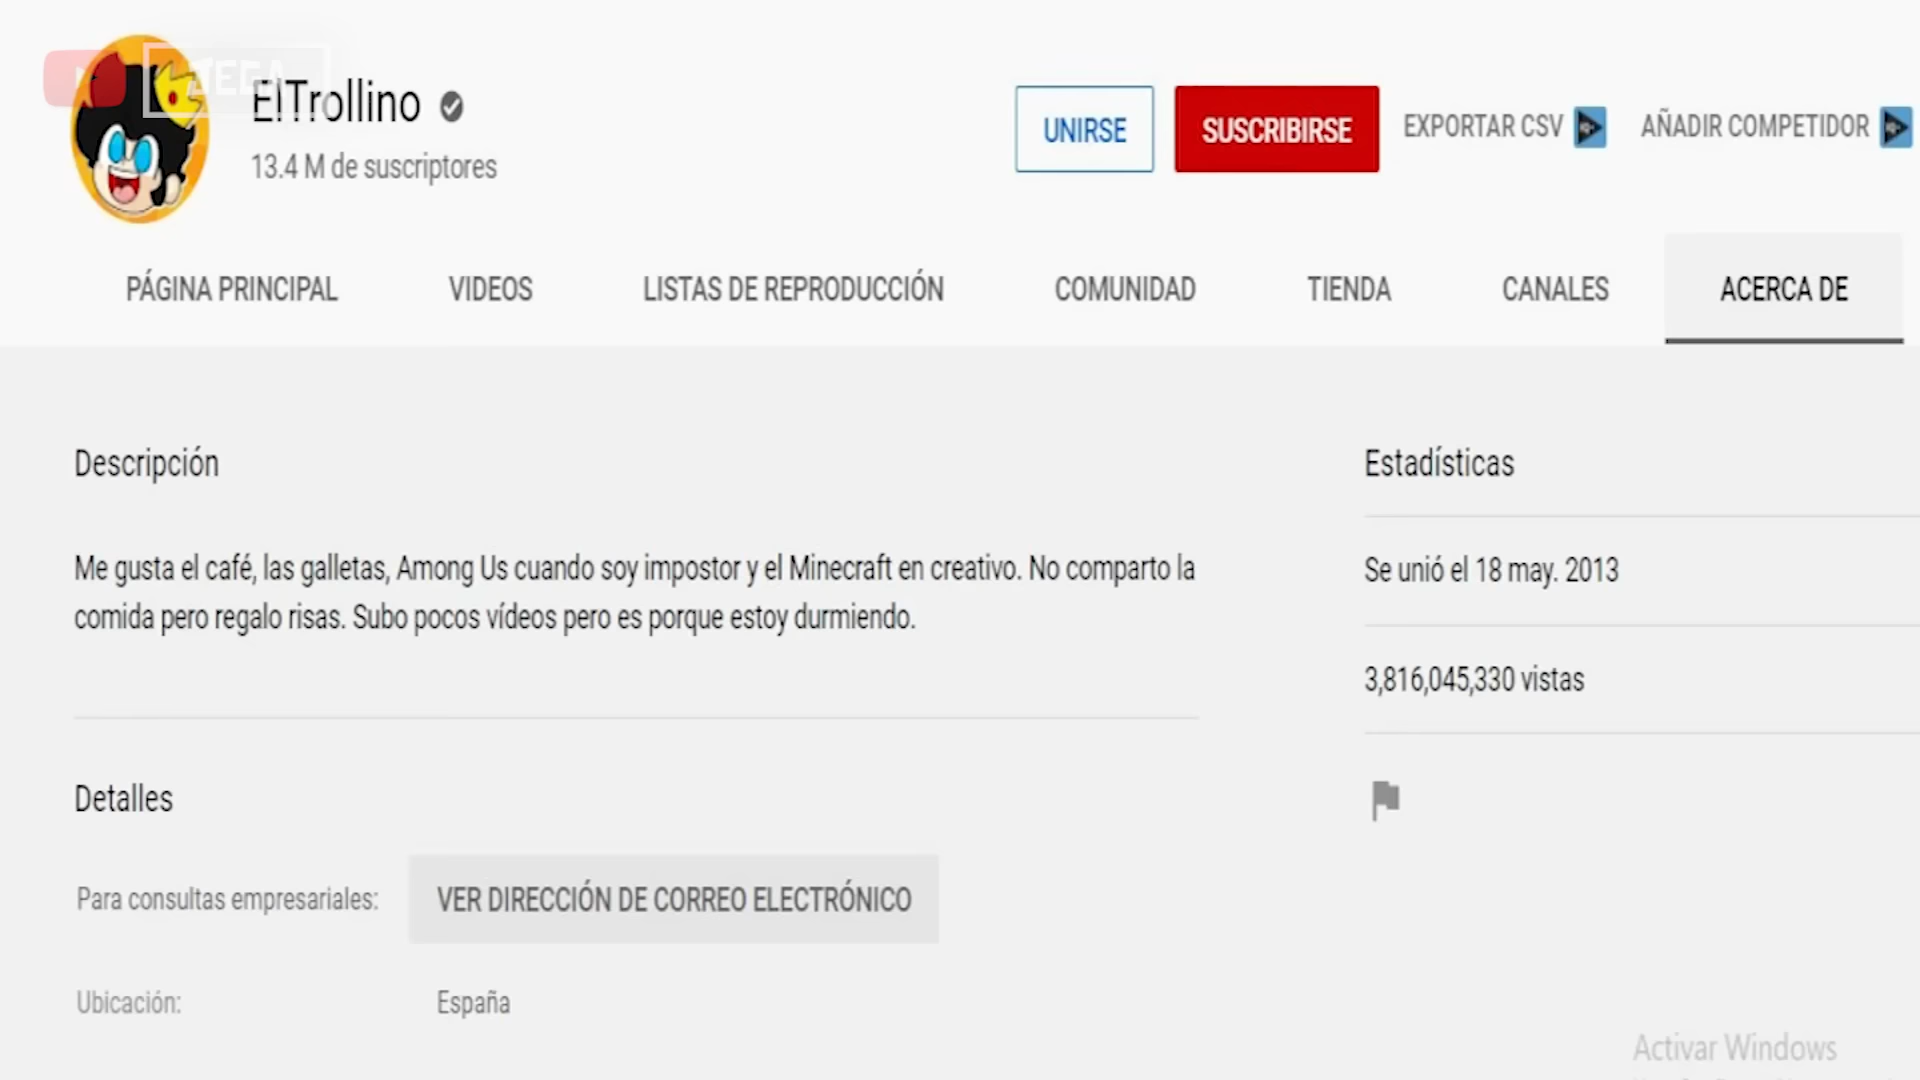 ElTrollino
13.4 M de suscriptores
UNIRSE
SUSCRIBIRSE
EXPORTAR CSV
AÑADIR COMPETIDOR
PÁGINA PRINCIPAL
VIDEOS
LISTAS DE REPRODUCCIÓN
COMUNIDAD
TIENDA
CANALES
ACERCA DE
Descripción
Me gusta el café, las galletas, Among Us cuando soy impostor y el Minecraft en creativo. No comparto la
comida pero regalo risas. Subo pocos vídeos pero es porque estoy durmiendo.
Estadísticas
Se unió el 18 may. 2013
3,816,045,330 vistas
Detalles
Para consultas empresariales:
VER DIRECCIÓN DE CORREO ELECTRÓNICO
Ubicación:
España
Activar Windows